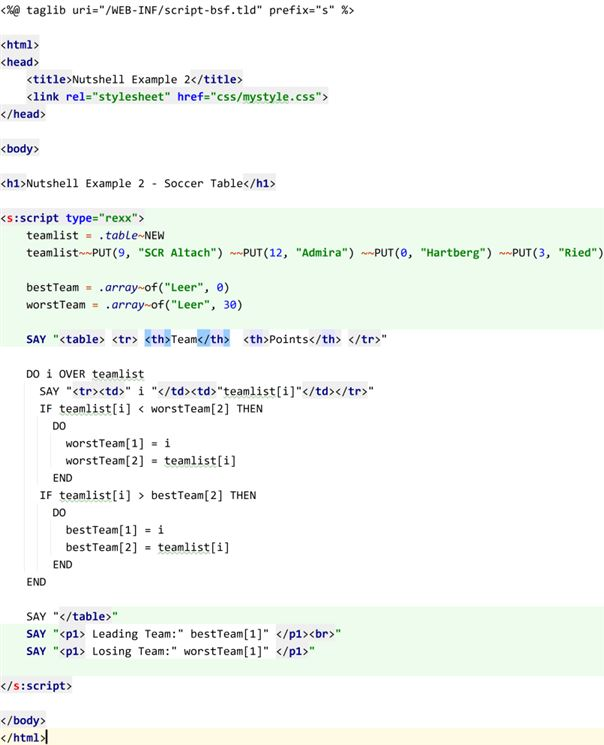 <%@ taglib uri="/WEB-INF/script-bsf.tld" prefix="s" %>
<html>
<head>
<title>Nutshell Example 2</title>
<link rel="stylesheet" href="css/mystyle.css">
</head>
<body>
<h1>Nutshell Example 2 - Soccer Table</h1>
<s:script type="rexx">
teamlist = .table~NEW
teamlist~~PUT(9, "SCR Altach") ~~PUT(12, "Admira") ~~PUT(0, "Hartberg") ~~PUT(3, "Ried")
bestTeam = .array~of("Leer", 0)
worstTeam = .array~of("Leer", 30)
SAY "<table> <tr> <th>Team</th>  <th>Points</th> </tr>"
DO i OVER teamlist
SAY "<tr><td>" i "</td><td>"teamlist[i]"</td></tr>"
IF teamlist[i] < worstTeam[2] THEN
DO
worstTeam[1] = i
worstTeam[2] = teamlist[i]
END
IF teamlist[i] > bestTeam[2] THEN
DO
bestTeam[1] = i
bestTeam[2] = teamlist[i]
END
END
SAY "</table>"
SAY "<p1> Leading Team:" bestTeam[1]" </p1><br>"
SAY "<p1> Losing Team:" worstTeam[1]" </p1>"
</s:script>
</body>
</html>